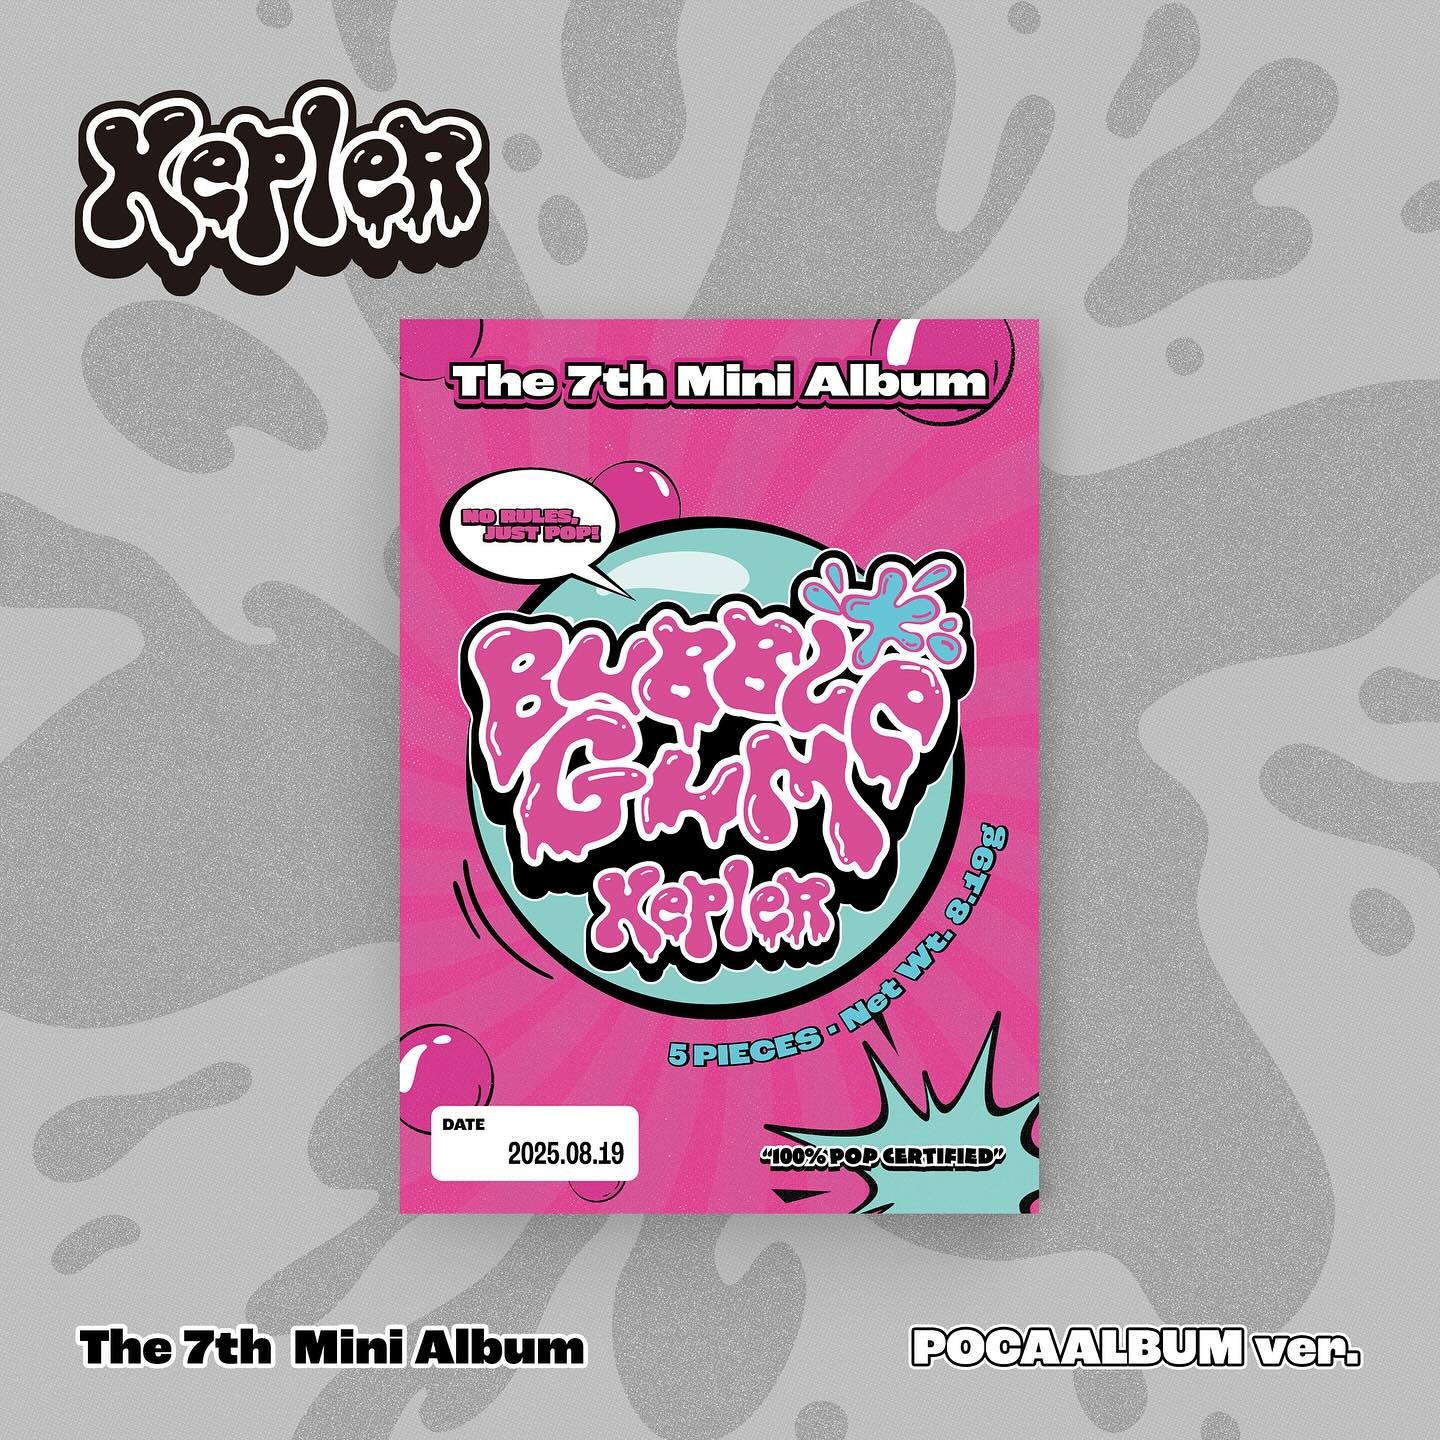 Kep1er
The 7th Mini Album
NO RULES,
JUST POP!
BUBBLE
GUM
Kep1er
5 PIECES · Net Wt. 8.19g
DATE
2025.08.19
"100% POP CERTIFIED"
The 7th Mini Album
POCAALBUM ver.